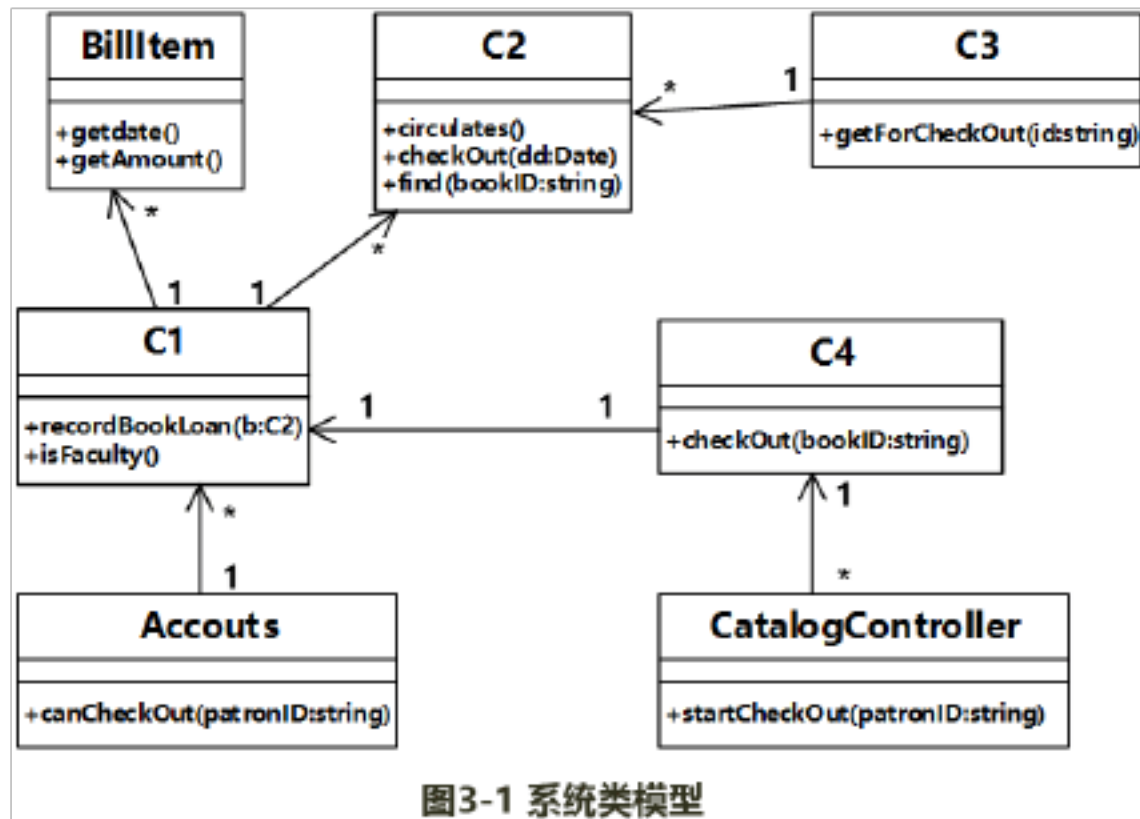 BillItem
+getdate()
+getAmount()
C2
+circulates()
+checkOut(dd:Date)
+find(bookID:string)
C3
+getForCheckOut(id:string)
*
1
*
*
1
1
C1
+recordBookLoan(b:C2)
+isFaculty()
C4
+checkOut(bookID:string)
1
1
*
1
1
*
Accouts
+canCheckOut(patronID:string)
CatalogController
+startCheckOut(patronID:string)
图3-1 系统类模型